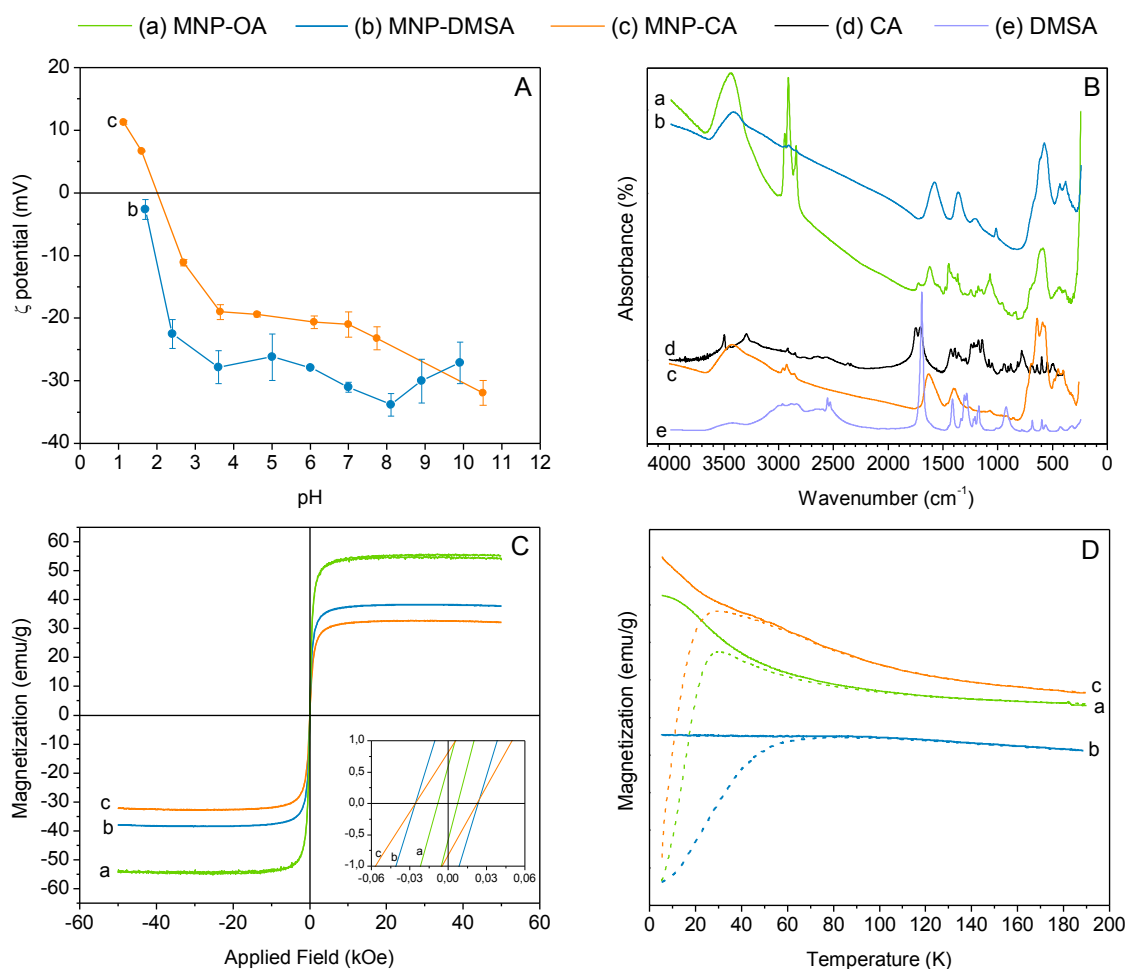 (a) MNP-OA (b) MNP-DMSA (c) MNP-CA (d) CA (e) DMSA
A
ζ potential (mV)
20
10
0
-10
-20
-30
-40
c
b
0 1 2 3 4 5 6 7 8 9 10 11 12
pH
B
Absorbance (%)
a
b
d
c
e
4000 3500 3000 2500 2000 1500 1000 500 0
Wavenumber (cm⁻¹)
C
Magnetization (emu/g)
60
50
40
30
20
10
0
-10
-20
-30
-40
-50
-60
c
b
a
1,0
0,5
0,0
-0,5
-1,0
c b a
-0,06 -0,03 0,00 0,03 0,06
-60 -40 -20 0 20 40 60
Applied Field (kOe)
D
Magnetization (emu/g)
c
a
b
0 20 40 60 80 100 120 140 160 180 200
Temperature (K)